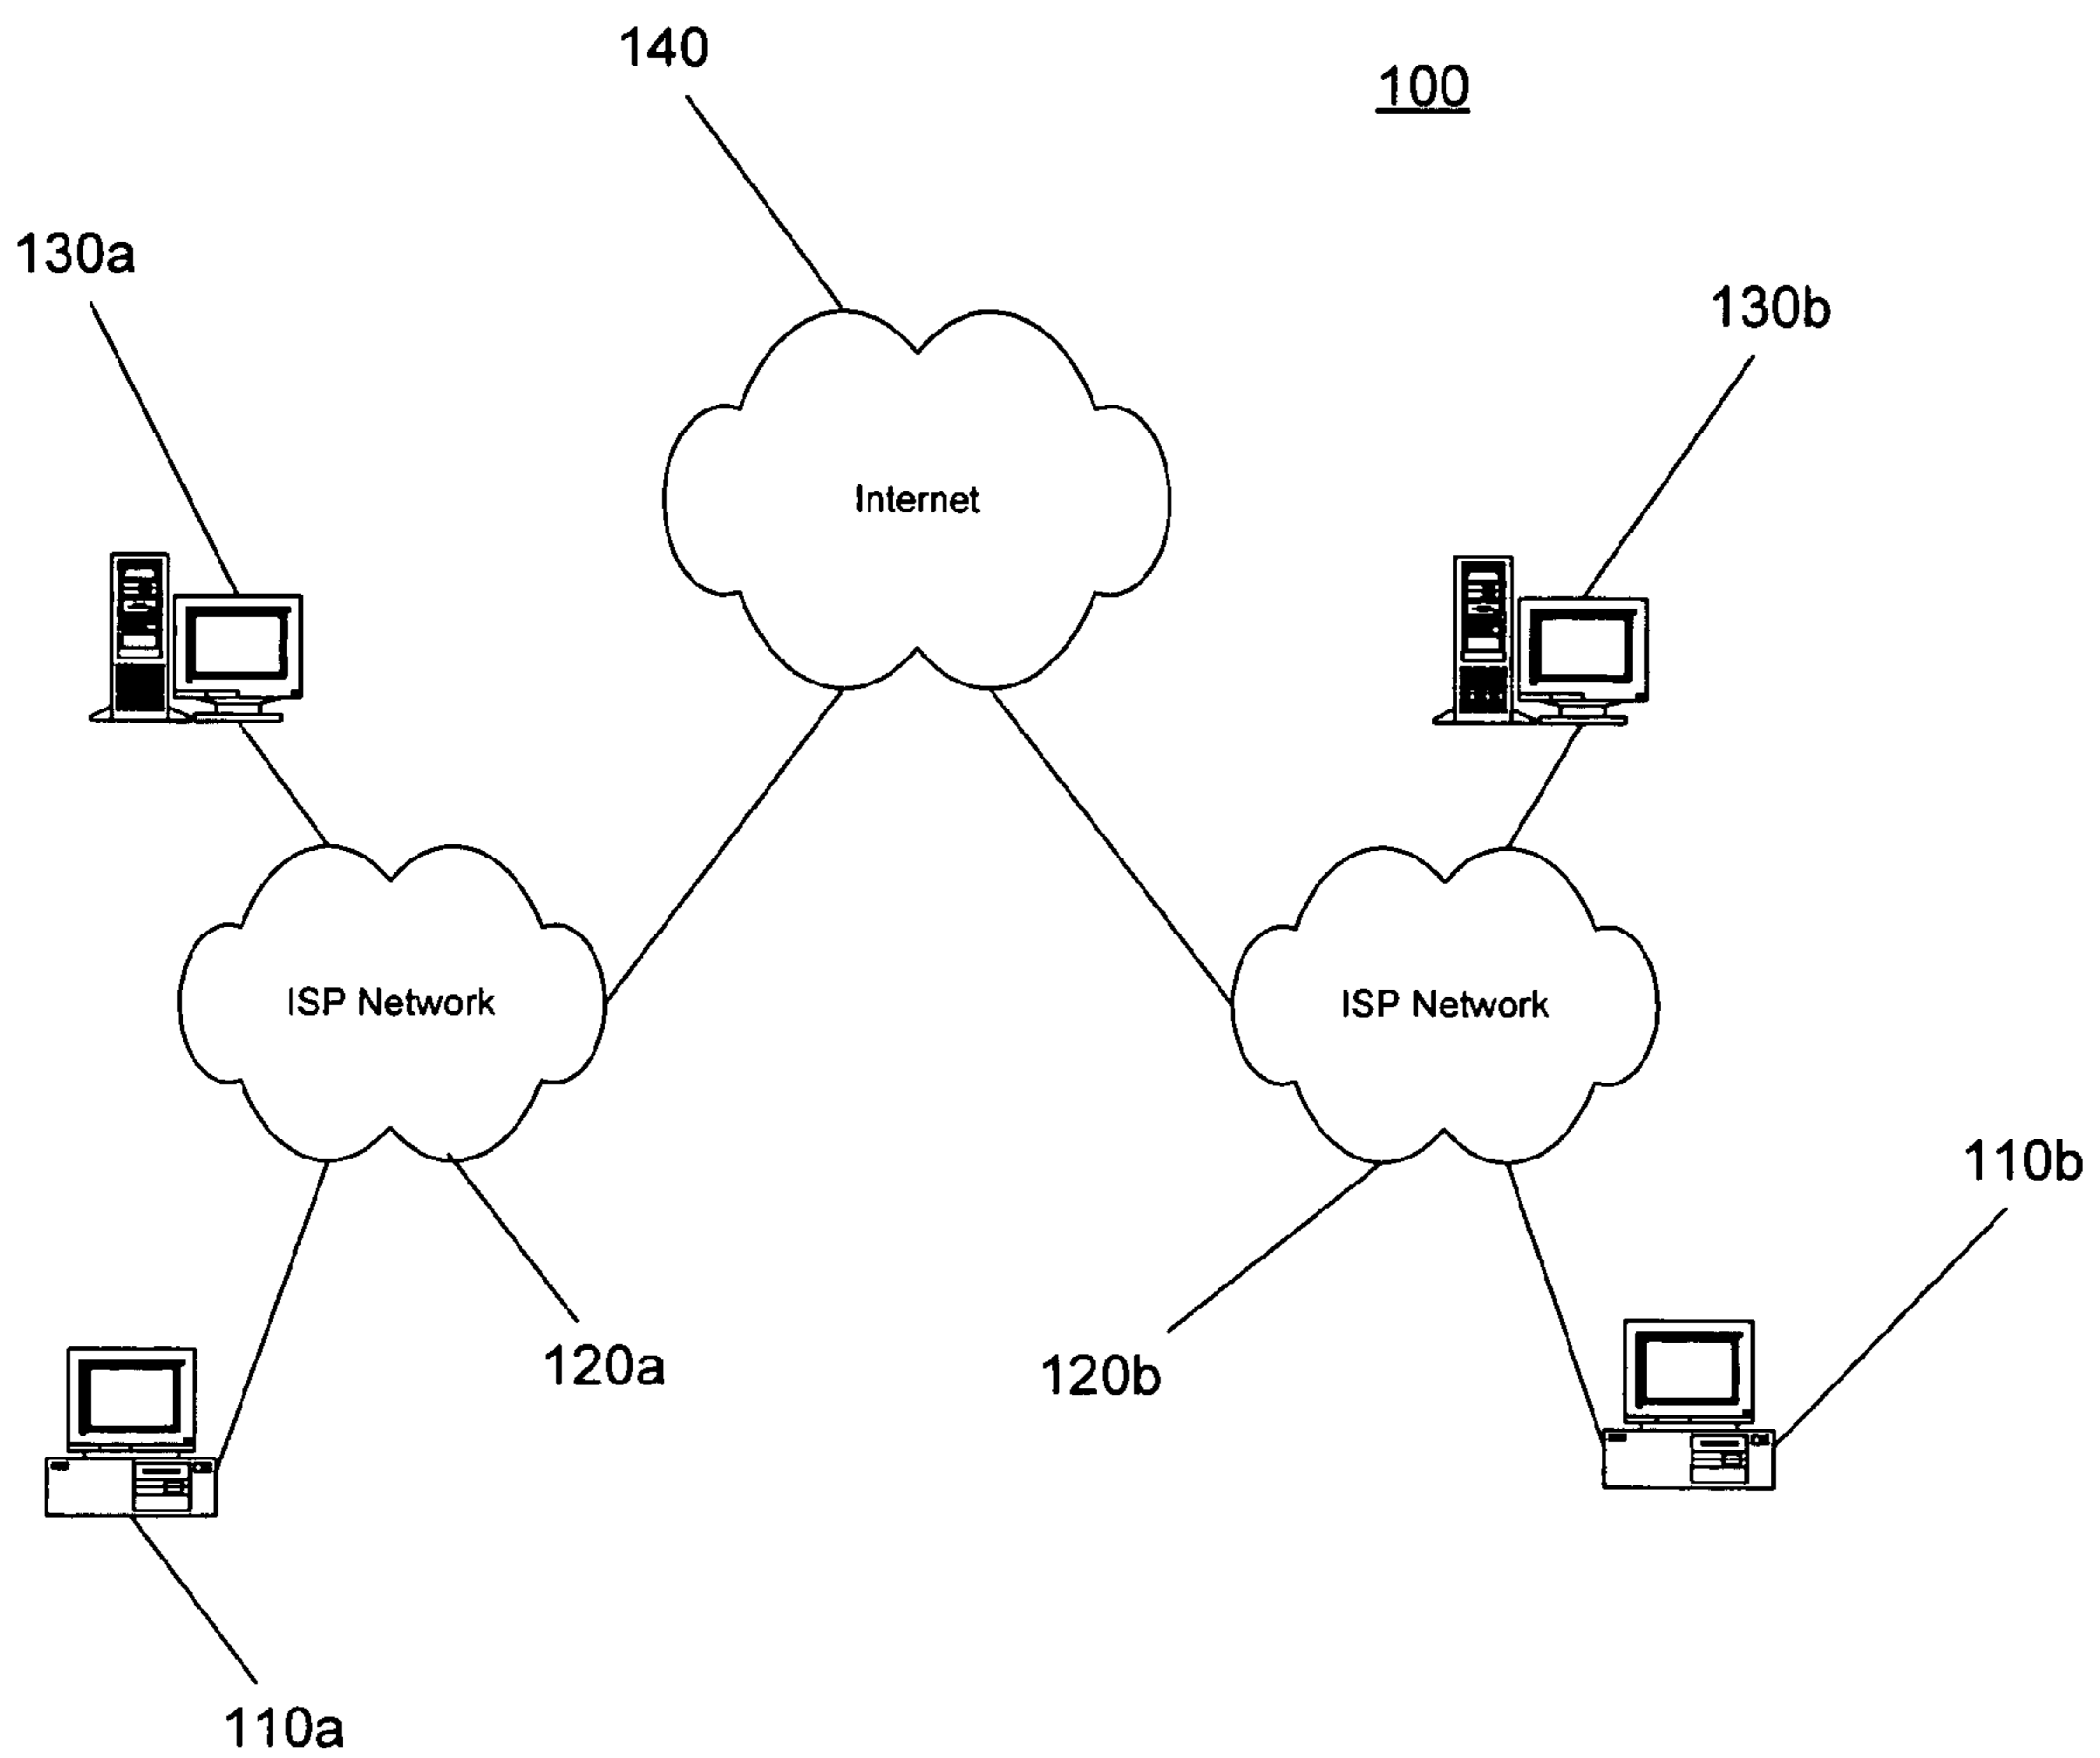 140
100
130a
130b
Internet
ISP Network
ISP Network
110b
120a
120b
110a